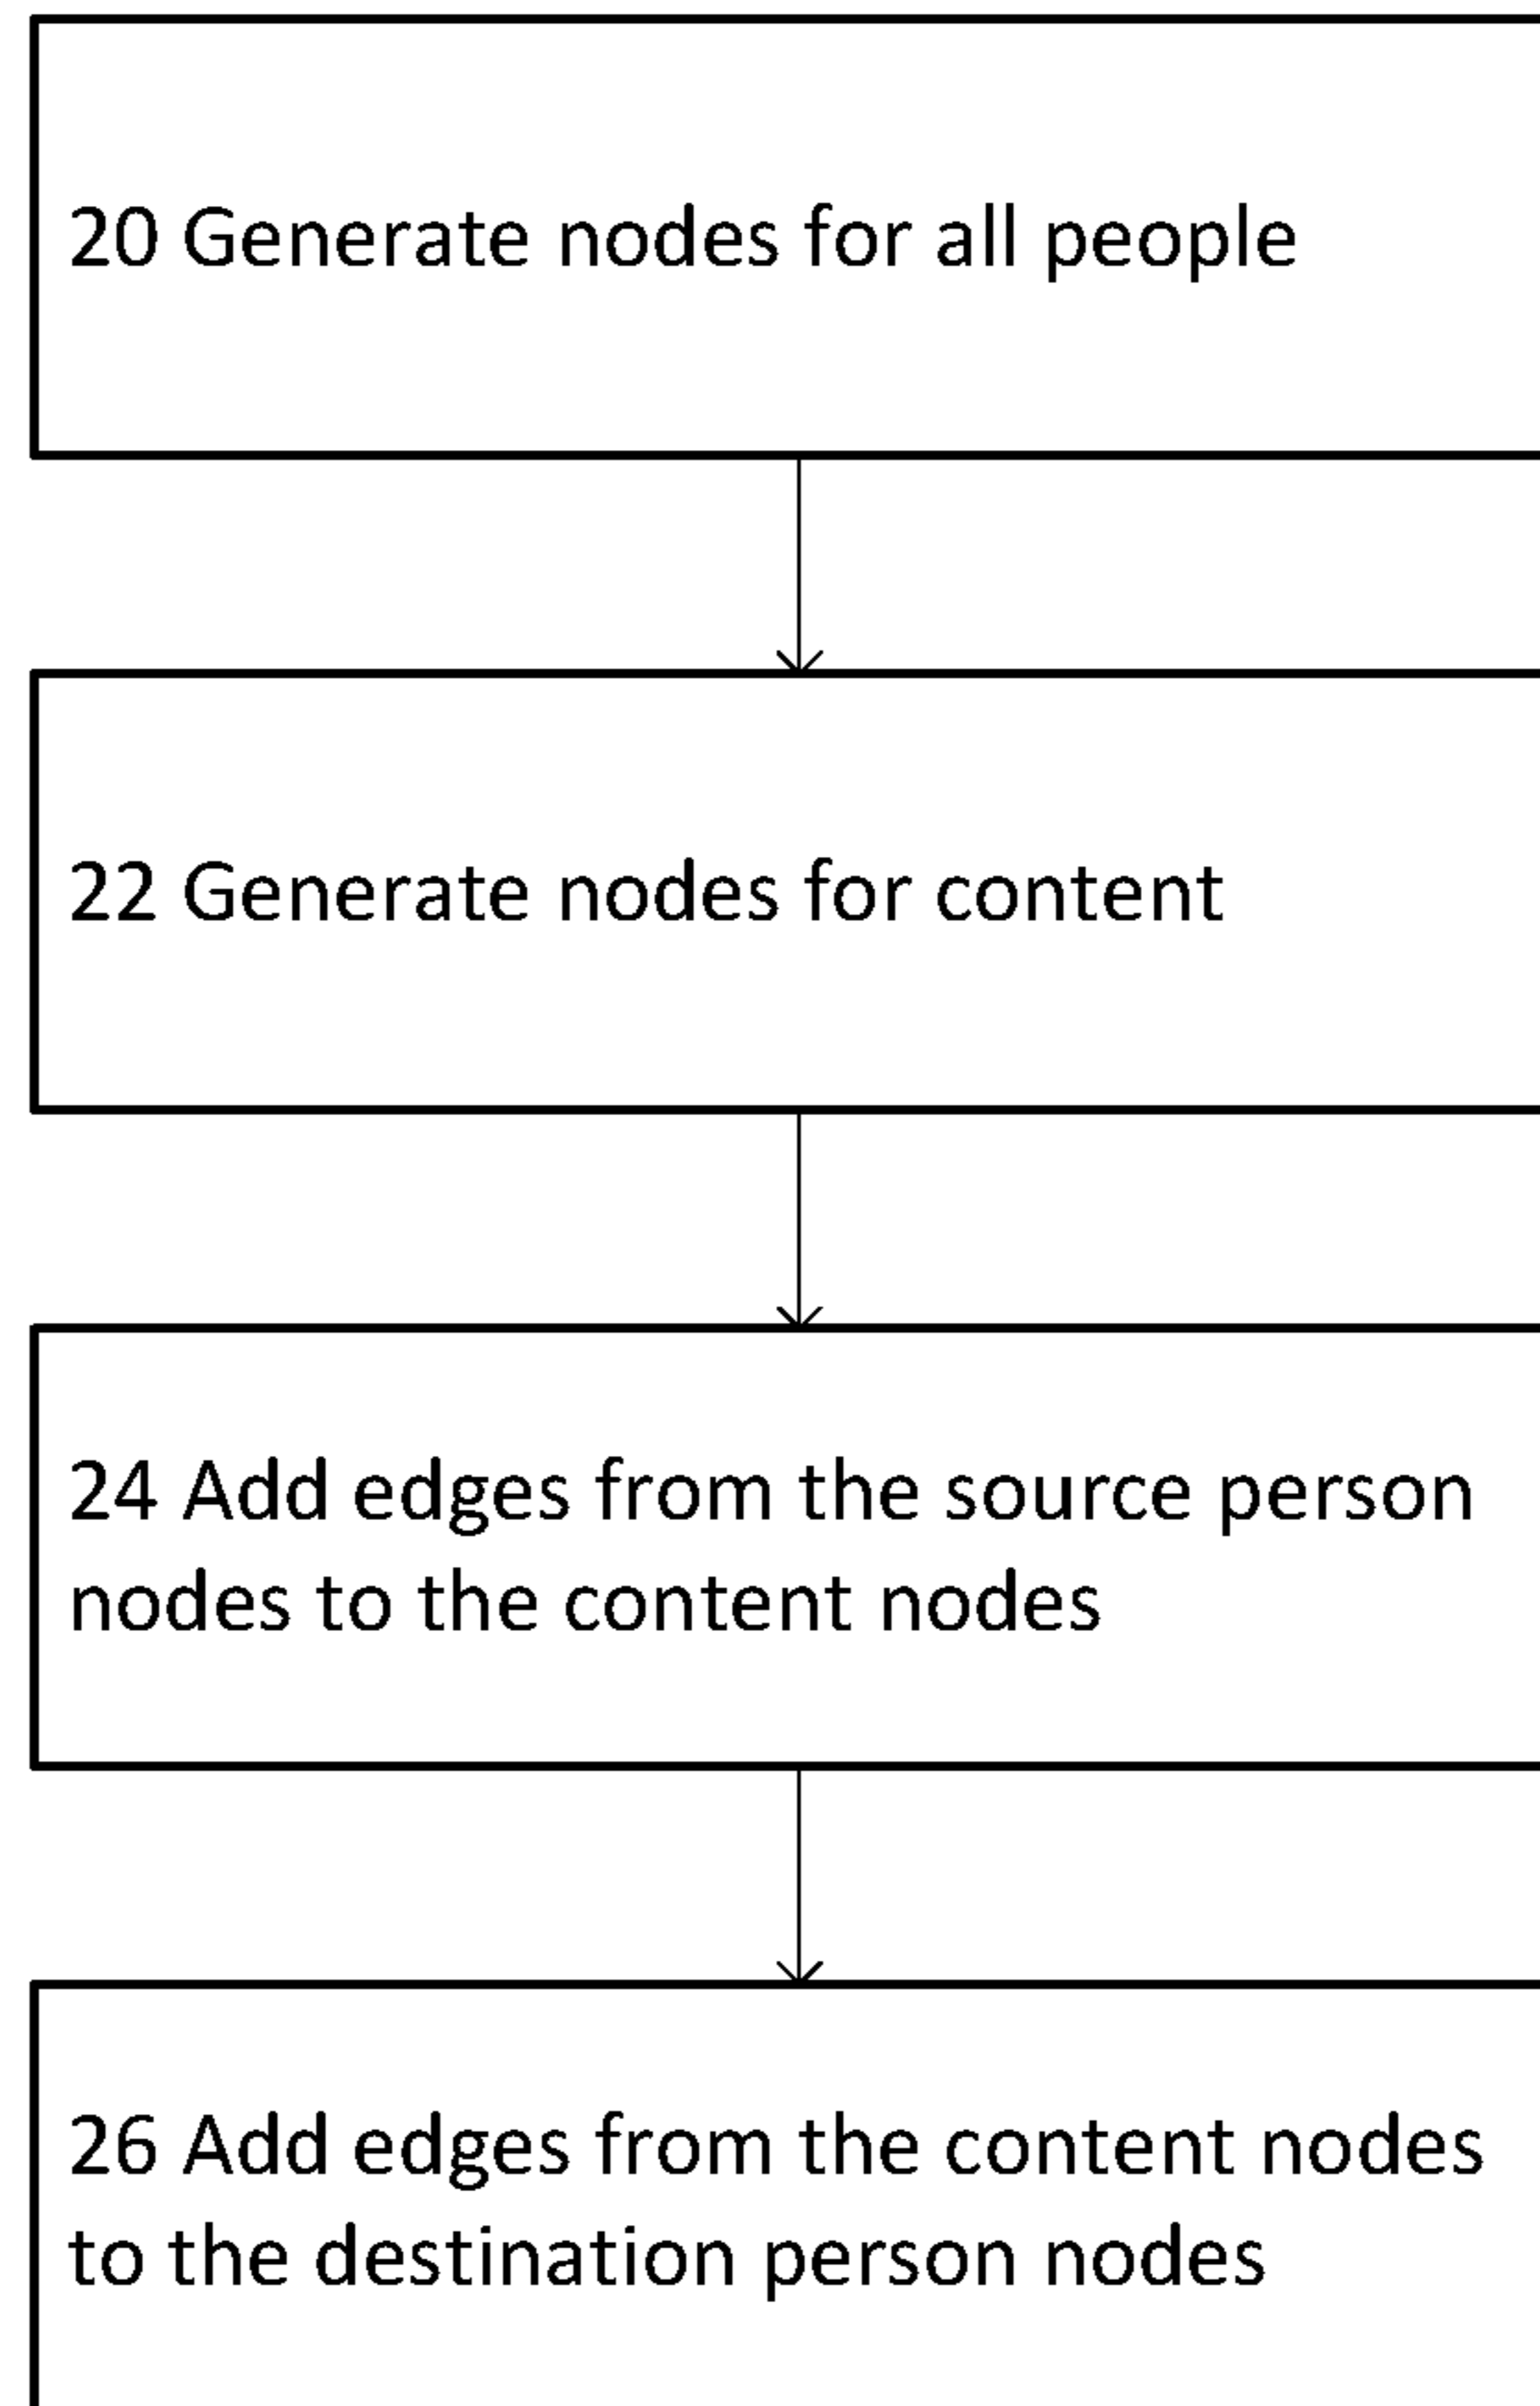 20 Generate nodes for all people
22 Generate nodes for content
24 Add edges from the source person
nodes to the content nodes
26 Add edges from the content nodes
to the destination person nodes